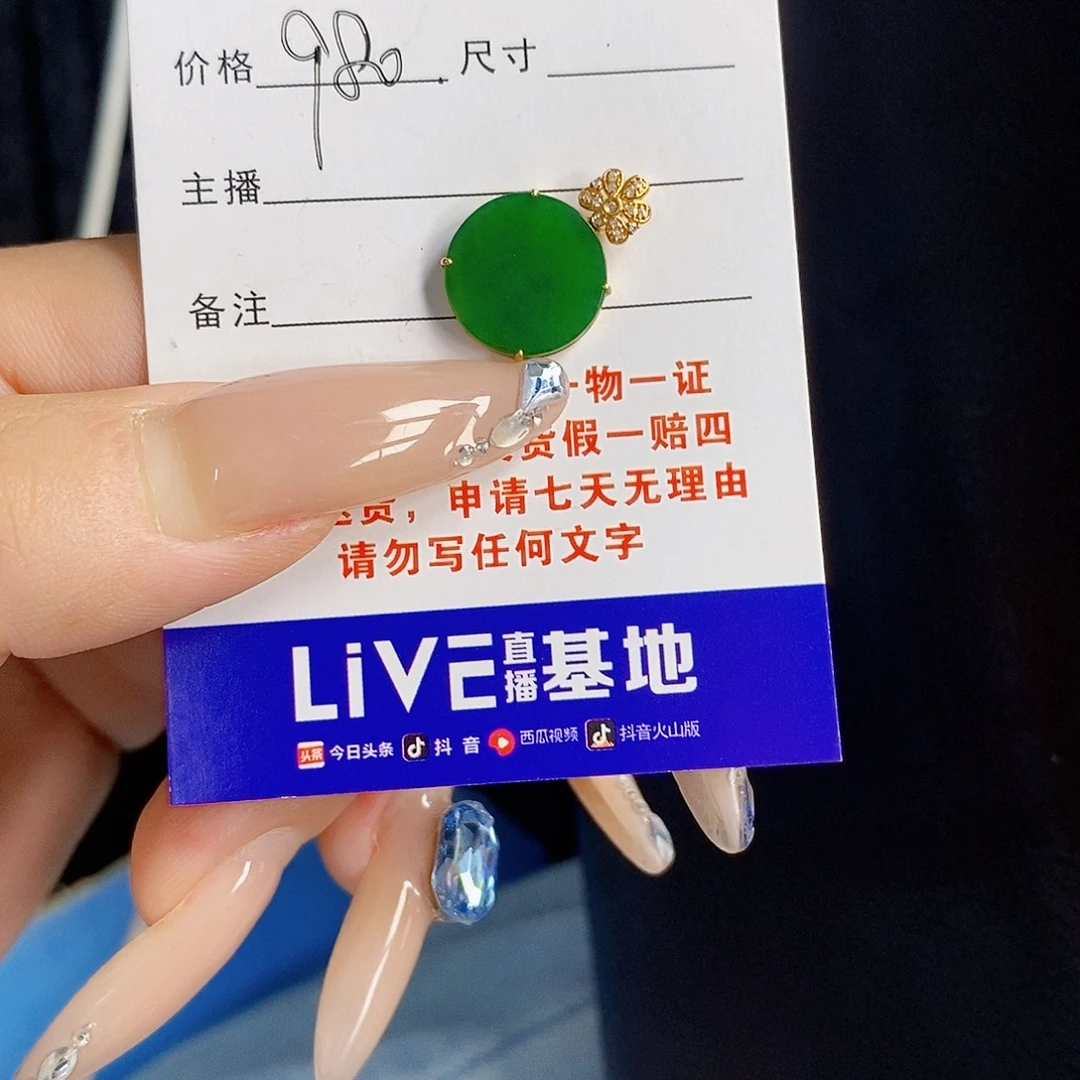 价格 980 尺寸
主播
备注
物一证
货假一赔四
货，申请七天无理由
请勿写任何文字
LiVE直播基地
头条 今日头条 抖音 西瓜视频 抖音火山版